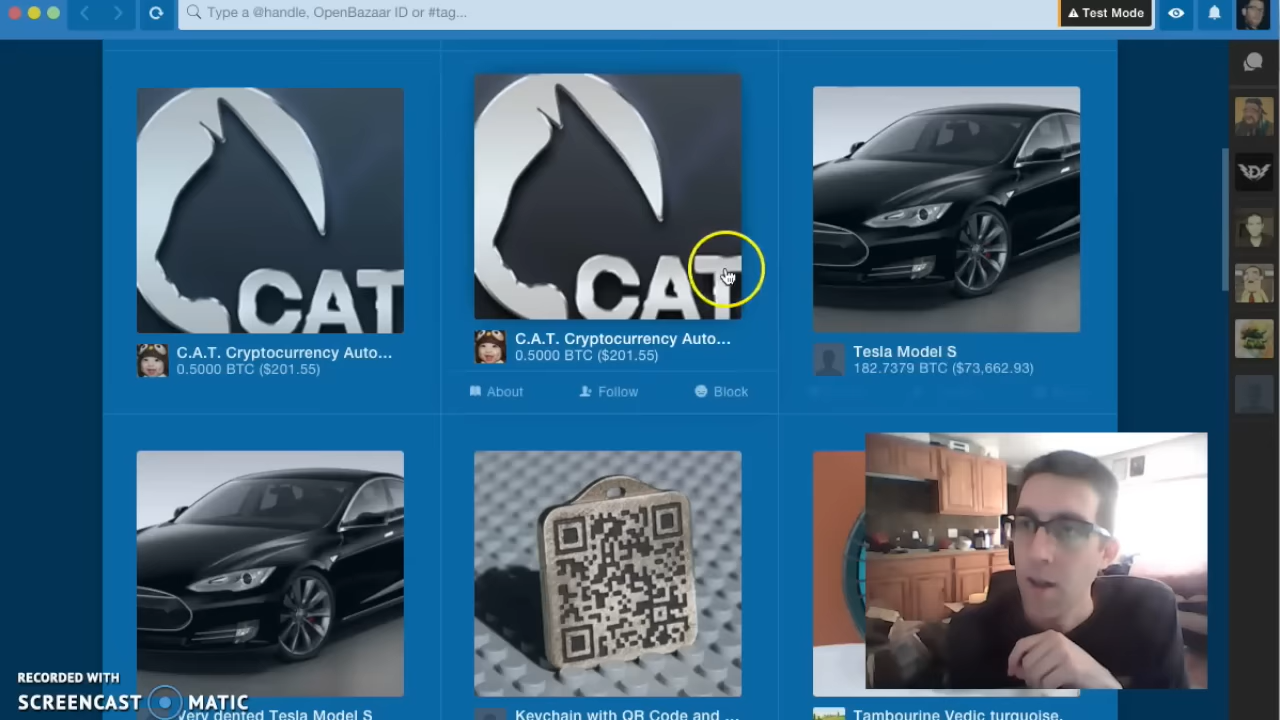 Type a @handle, OpenBazaar ID or #tag...
Test Mode
CAT
CAT
C.A.T. Cryptocurrency Auto...
0.5000 BTC ($201.55)
C.A.T. Cryptocurrency Auto...
0.5000 BTC ($201.55)
Tesla Model S
182.7379 BTC ($73,662.93)
About
Follow
Block
RECORDED WITH
SCREENCAST MATIC
Very dented Tesla Model S
Keychain with QR Code and ...
Tambourine Vedic turquoise.